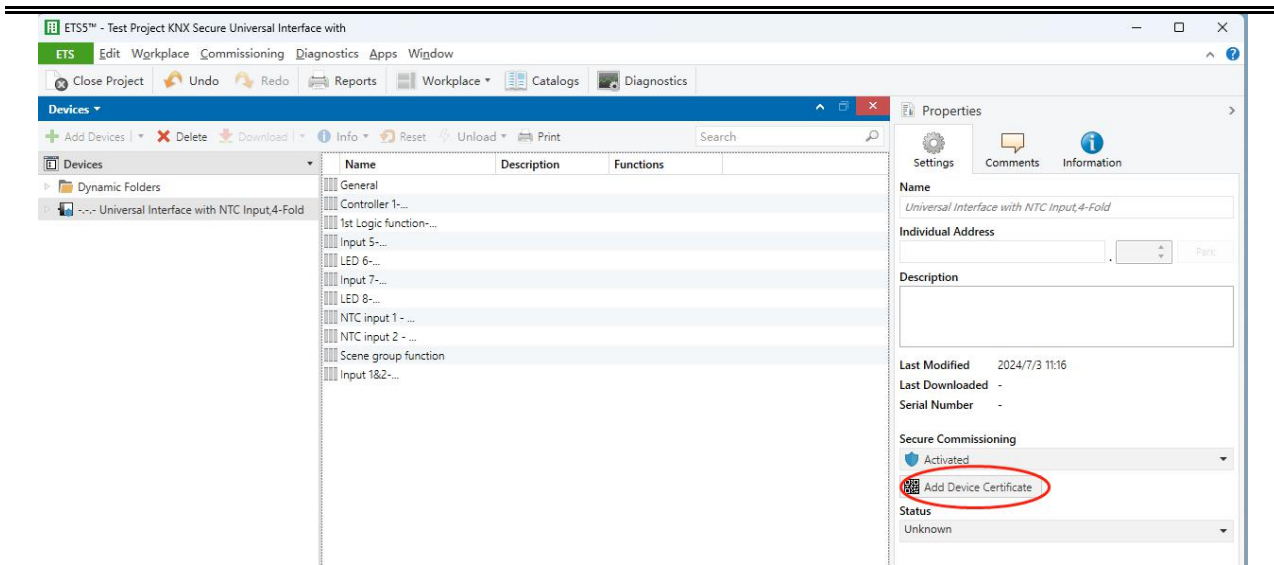 ETS5™ - Test Project KNX Secure Universal Interface with
ETS Edit Workplace Commissioning Diagnostics Apps Window
Close Project Undo Redo Reports Workplace Catalogs Diagnostics
Devices
Add Devices Delete Download Info Reset Unload Print Search
Devices
Dynamic Folders
-.-.- Universal Interface with NTC Input,4-Fold
Name Description Functions
General
Controller 1-...
1st Logic function-...
Input 5-...
LED 6-...
Input 7-...
LED 8-...
NTC input 1 - ...
NTC input 2 - ...
Scene group function
Input 1&2-...
Properties
Settings Comments Information
Name
Universal Interface with NTC Input,4-Fold
Individual Address
. Park
Description
Last Modified 2024/7/3 11:16
Last Downloaded -
Serial Number -
Secure Commissioning
Activated
Add Device Certificate
Status
Unknown